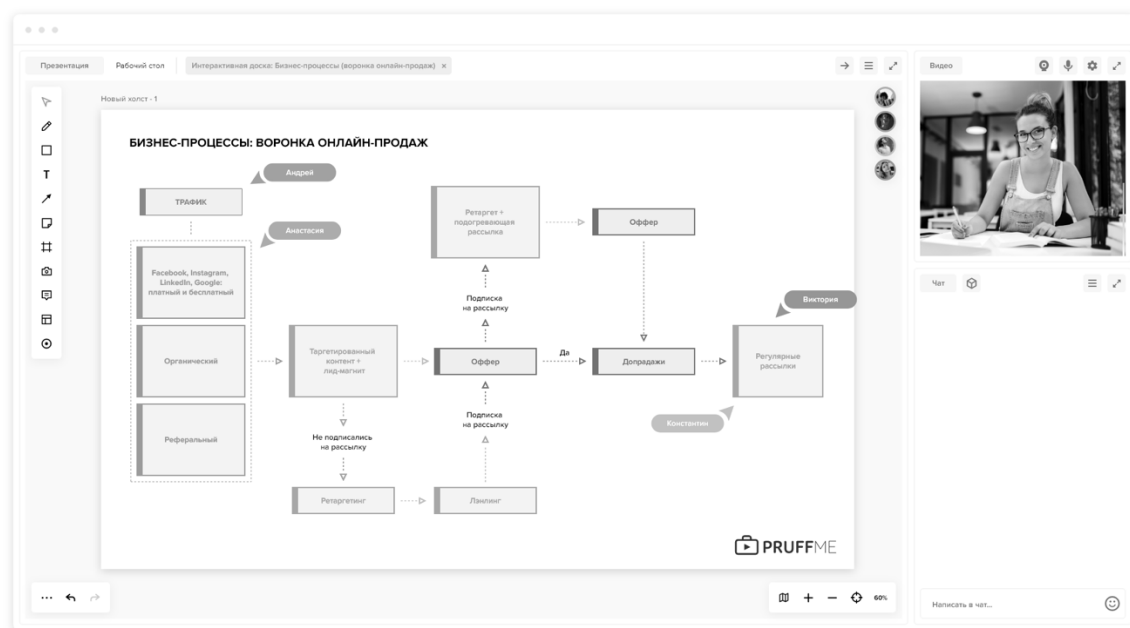 Презентация
Рабочий стол
Интерактивная доска: Бизнес-процессы (воронка онлайн-продаж) ×
Видео
Новый холст - 1
БИЗНЕС-ПРОЦЕССЫ: ВОРОНКА ОНЛАЙН-ПРОДАЖ
Андрей
ТРАФИК
Анастасия
Ретаргет +
подогревающая
рассылка
Оффер
Facebook, Instagram,
LinkedIn, Google:
платный и бесплатный
Чат
Подписка
на рассылку
Виктория
Органический
Таргетированный
контент +
лид-магнит
Оффер
Да
Допрадажи
Регулярные
рассылки
Подписка
на рассылку
Константин
Реферальный
Не подписались
на рассылку
Ретаргетинг
Лэнлинг
PRUFFME
60%
Написать в чат...